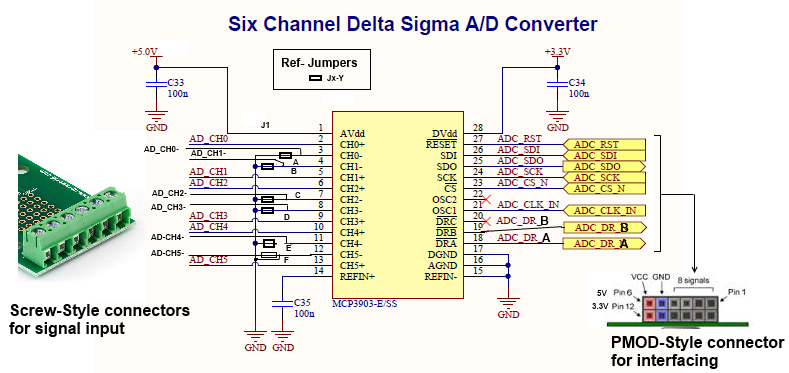 Six Channel Delta Sigma A/D Converter
+5.0V
Ref- Jumpers
Jx-Y
+3.3V
C33
100n
GND
C34
100n
GND
J1
AD_CH0
AD_CH0-
AD_CH1-
A
B
AD_CH1
AD_CH2
AD_CH2-
C
AD_CH3-
D
AD_CH3
AD_CH4
AD-CH4-
E
AD-CH5-
F
AD_CH5
1 AVdd DVdd 28
2 CH0+ RESET 27 ADC_RST ADC_RST
3 CH0- SDI 26 ADC_SDI ADC_SDI
4 CH1- SDO 25 ADC_SDO ADC_SDO
5 CH1+ SCK 24 ADC_SCK ADC_SCK
6 CH2+ CS 23 ADC_CS_N ADC_CS_N
7 CH2- OSC2 22
8 CH3- OSC1 21 ADC_CLK_IN ADC_CLK_IN
9 CH3+ DRC 20
10 CH4+ DRB 19 ADC_DR_B ADC_DR_B
11 CH4- DRA 18 ADC_DR_A ADC_DR_A
12 CH5- DGND 17
13 CH5+ AGND 16
14 REFIN+ REFIN- 15
MCP3903-E/SS
C35
100n
GND GND
GND
Screw-Style connectors
for signal input
VCC GND 8 signals
5V Pin 6 Pin 1
3.3V Pin 12
PMOD-Style connector
for interfacing